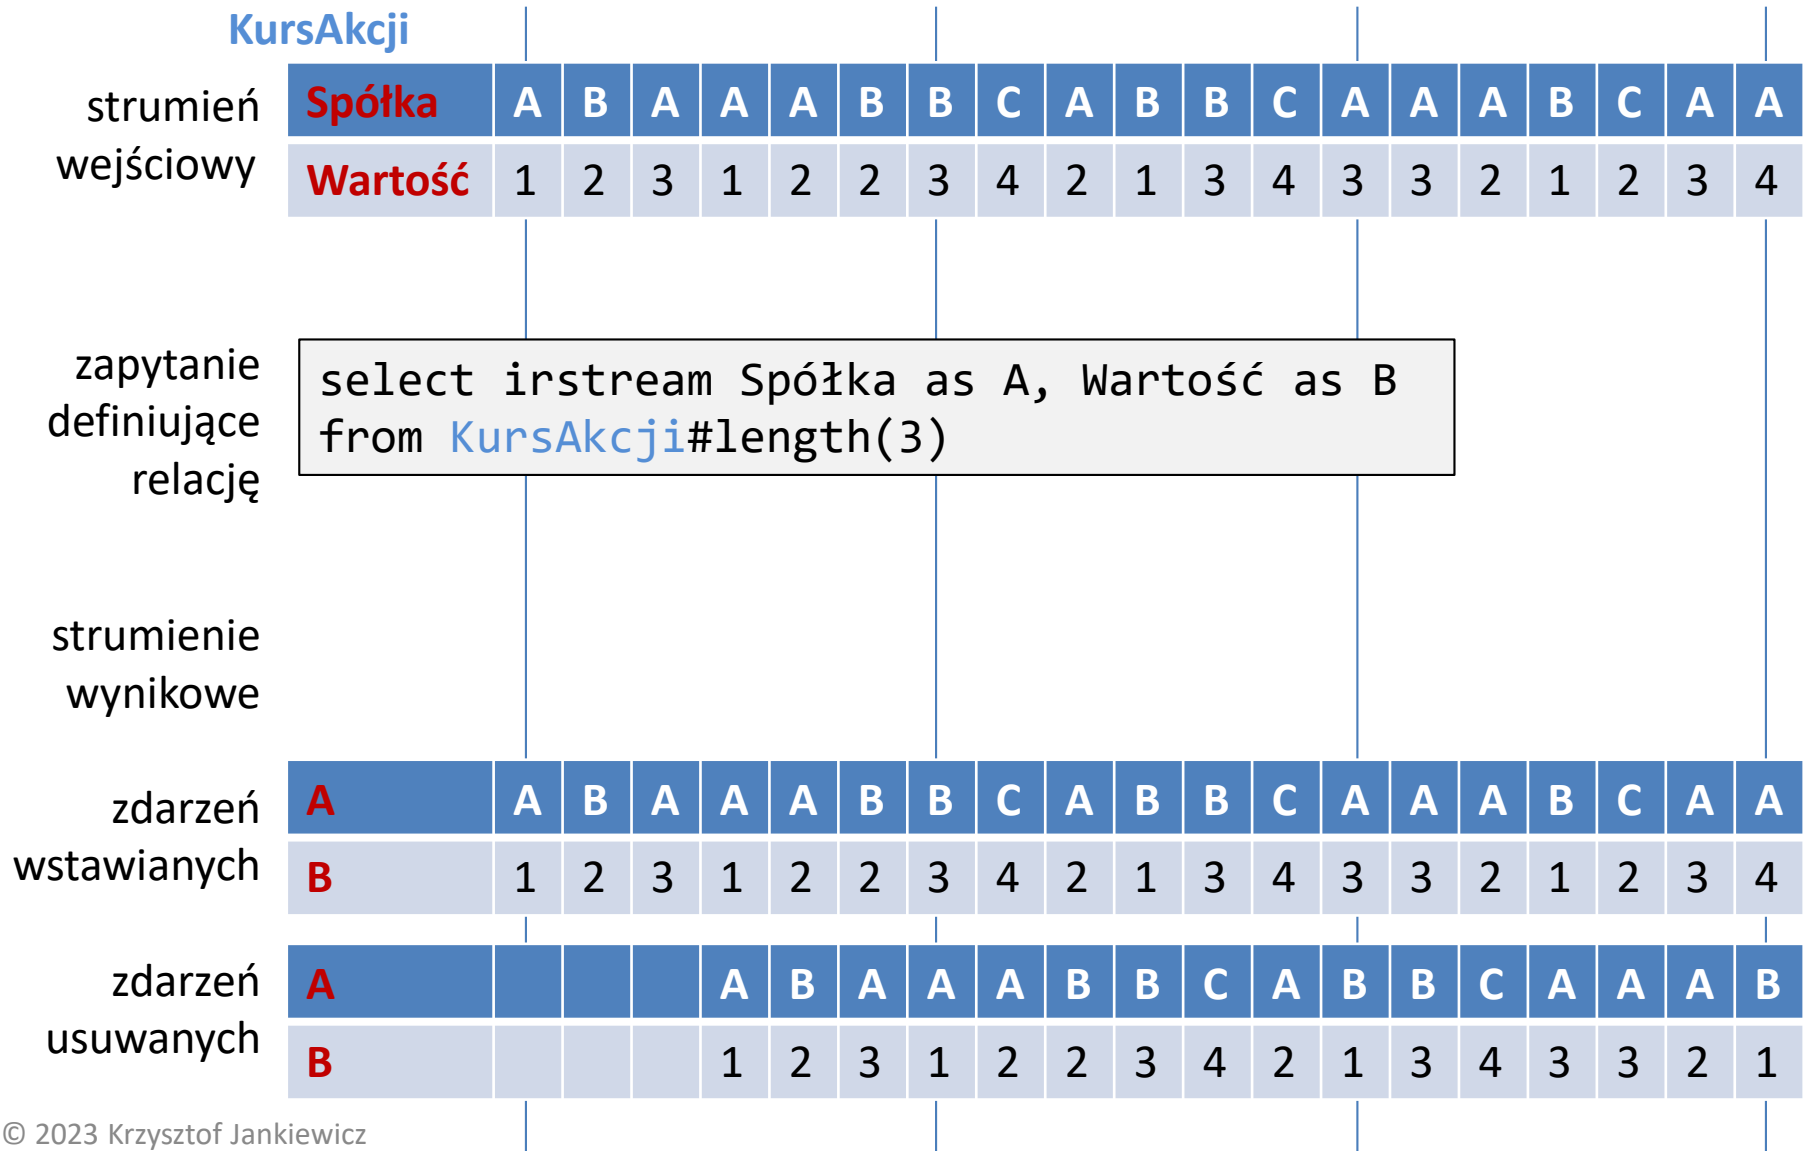 KursAkcji
strumień
wejściowy
Spółka A B A A A B B C A B B C A A A B C A A
Wartość 1 2 3 1 2 2 3 4 2 1 3 4 3 3 2 1 2 3 4
zapytanie
definiujące
relację
select irstream Spółka as A, Wartość as B
from KursAkcji#length(3)
strumienie
wynikowe
zdarzeń
wstawianych
A A B A A A B B C A B B C A A A B C A A
B 1 2 3 1 2 2 3 4 2 1 3 4 3 3 2 1 2 3 4
zdarzeń
usuwanych
A A B A A A B B C A B B C A A A B
B 1 2 3 1 2 2 3 4 2 1 3 4 3 3 2 1
© 2023 Krzysztof Jankiewicz